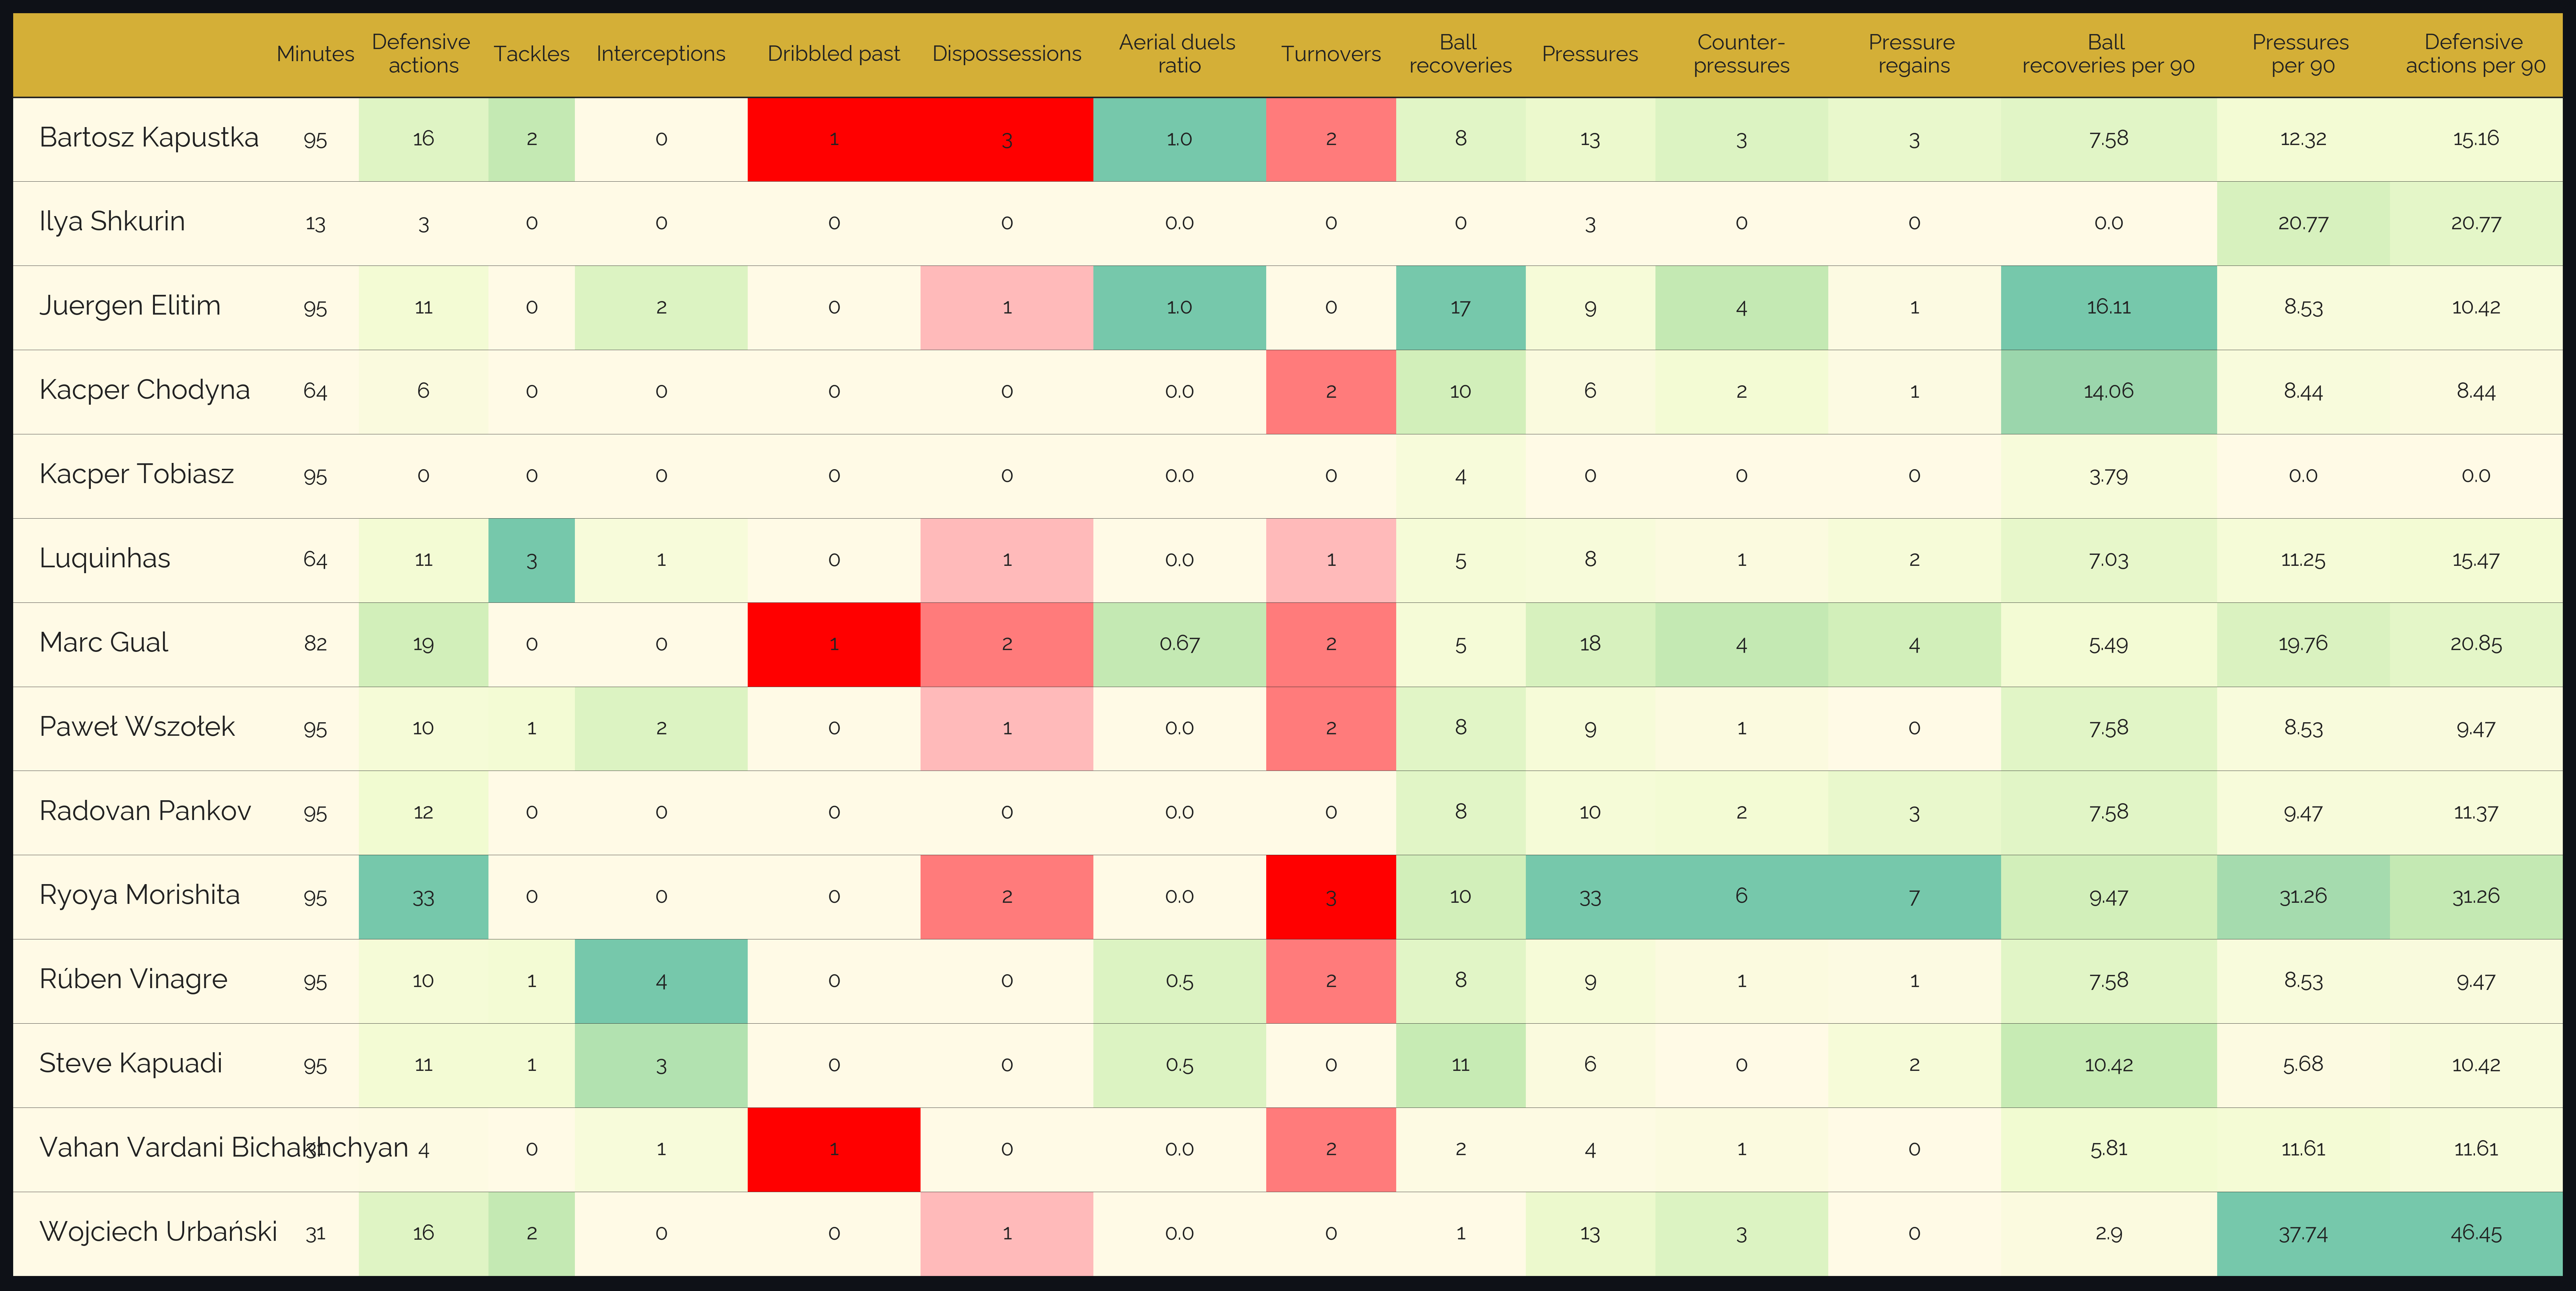 Minutes Defensive actions Tackles Interceptions Dribbled past Dispossessions Aerial duels ratio Turnovers Ball recoveries Pressures Counter-pressures Pressure regains Ball recoveries per 90 Pressures per 90 Defensive actions per 90
Bartosz Kapustka 95 16 2 0 1 3 1.0 2 8 13 3 3 7.58 12.32 15.16
Ilya Shkurin 13 3 0 0 0 0 0.0 0 0 3 0 0 0.0 20.77 20.77
Juergen Elitim 95 11 0 2 0 1 1.0 0 17 9 4 1 16.11 8.53 10.42
Kacper Chodyna 64 6 0 0 0 0 0.0 2 10 6 2 1 14.06 8.44 8.44
Kacper Tobiasz 95 0 0 0 0 0 0.0 0 4 0 0 0 3.79 0.0 0.0
Luquinhas 64 11 3 1 0 1 0.0 1 5 8 1 2 7.03 11.25 15.47
Marc Gual 82 19 0 0 1 2 0.67 2 5 18 4 4 5.49 19.76 20.85
Paweł Wszołek 95 10 1 2 0 1 0.0 2 8 9 1 0 7.58 8.53 9.47
Radovan Pankov 95 12 0 0 0 0 0.0 0 8 10 2 3 7.58 9.47 11.37
Ryoya Morishita 95 33 0 0 0 2 0.0 3 10 33 6 7 9.47 31.26 31.26
Rúben Vinagre 95 10 1 4 0 0 0.5 2 8 9 1 1 7.58 8.53 9.47
Steve Kapuadi 95 11 1 3 0 0 0.5 0 11 6 0 2 10.42 5.68 10.42
Vahan Vardani Bichakhchyan 31 4 0 1 1 0 0.0 2 2 4 1 0 5.81 11.61 11.61
Wojciech Urbański 31 16 2 0 0 1 0.0 0 1 13 3 0 2.9 37.74 46.45